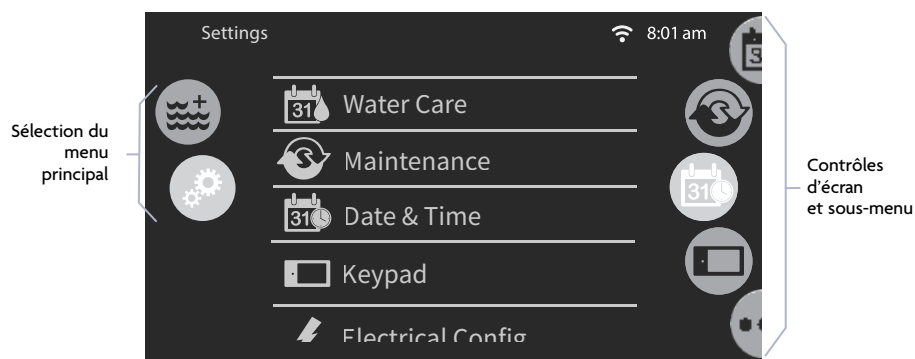 Settings
8:01 am
Sélection du
menu
principal
31 Water Care
Maintenance
31 Date & Time
Keypad
Electrical Config
31
Contrôles
d'écran
et sous-menu